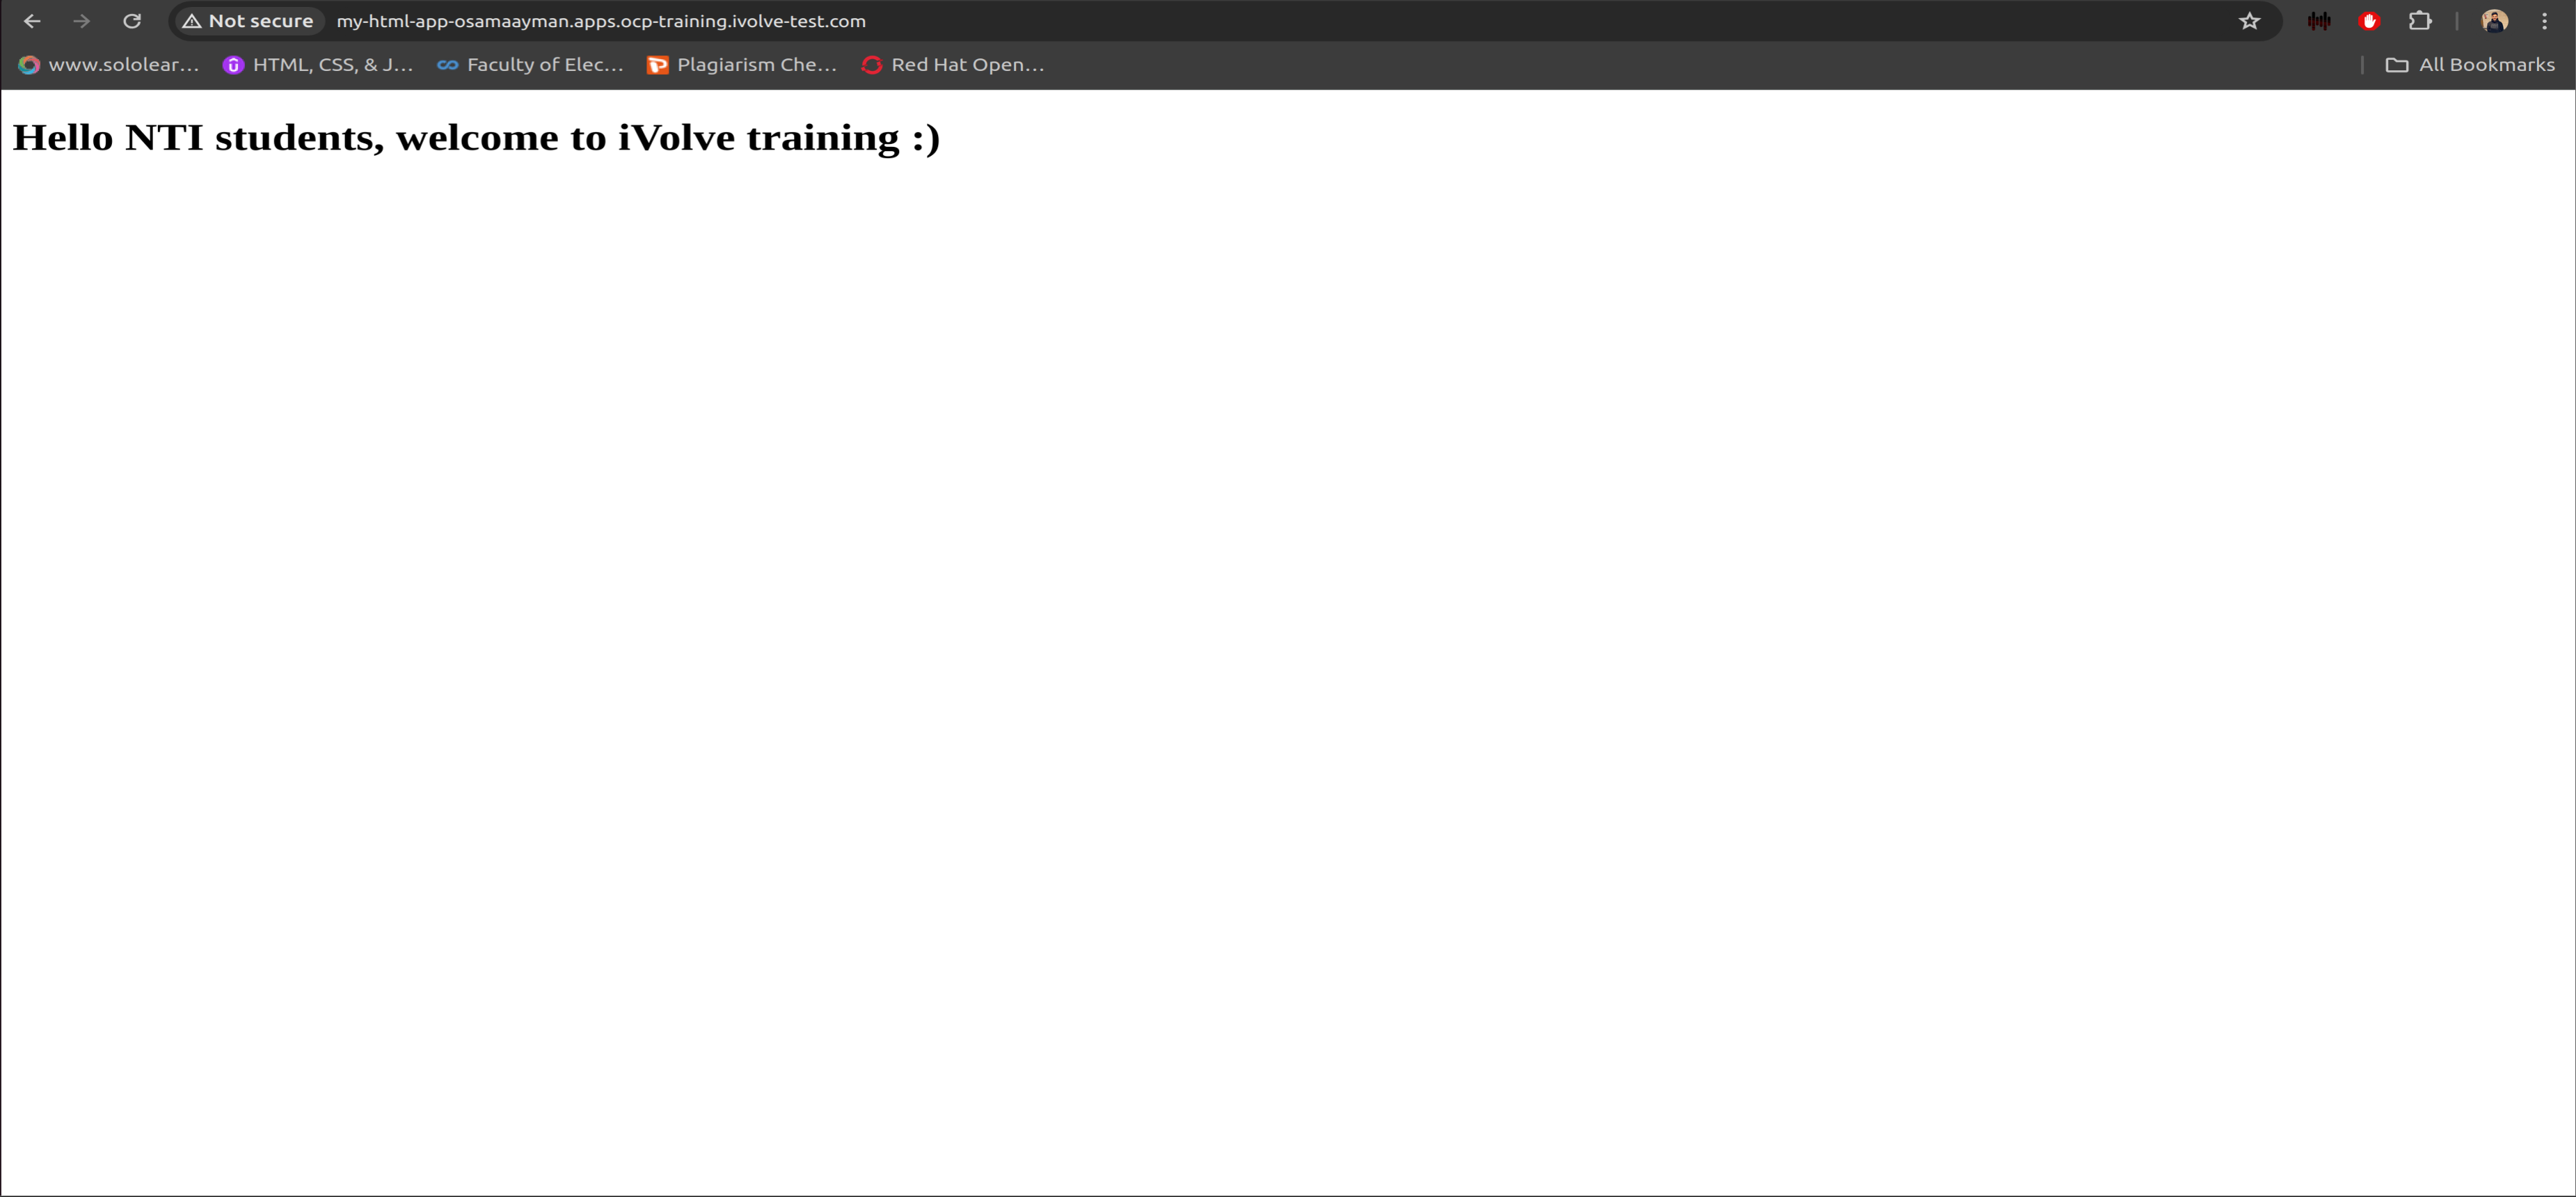 Not secure my-html-app-osamaayman.apps.ocp-training.ivolve-test.com
www.sololear... HTML, CSS, & J... Faculty of Elec... Plagiarism Che... Red Hat Open... All Bookmarks
Hello NTI students, welcome to iVolve training :)